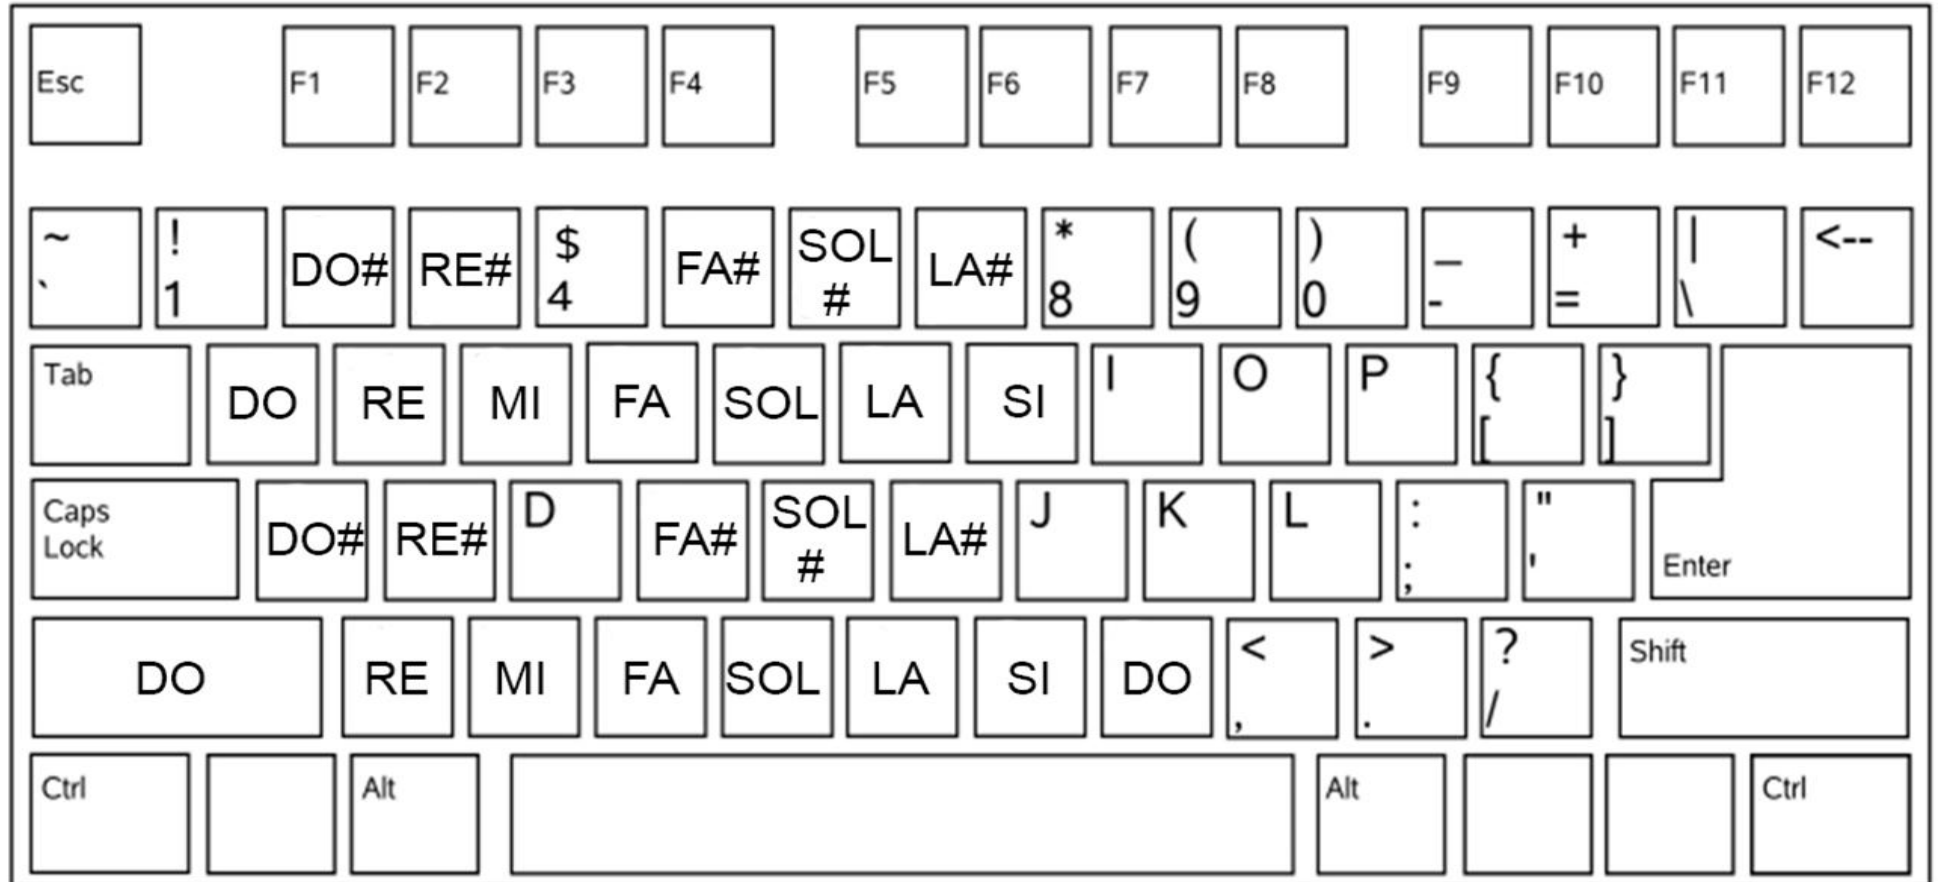 Esc F1 F2 F3 F4 F5 F6 F7 F8 F9 F10 F11 F12
~ ! $ * ( ) _ + | <--
` 1 DO# RE# 4 FA# SOL # LA# 8 9 0 - = \
Tab DO RE MI FA SOL LA SI I O P { }
[ ]
Caps Lock DO# RE# D FA# SOL # LA# J K L : "
; ' Enter
DO RE MI FA SOL LA SI DO < > ? Shift
, . /
Ctrl Alt Alt Ctrl